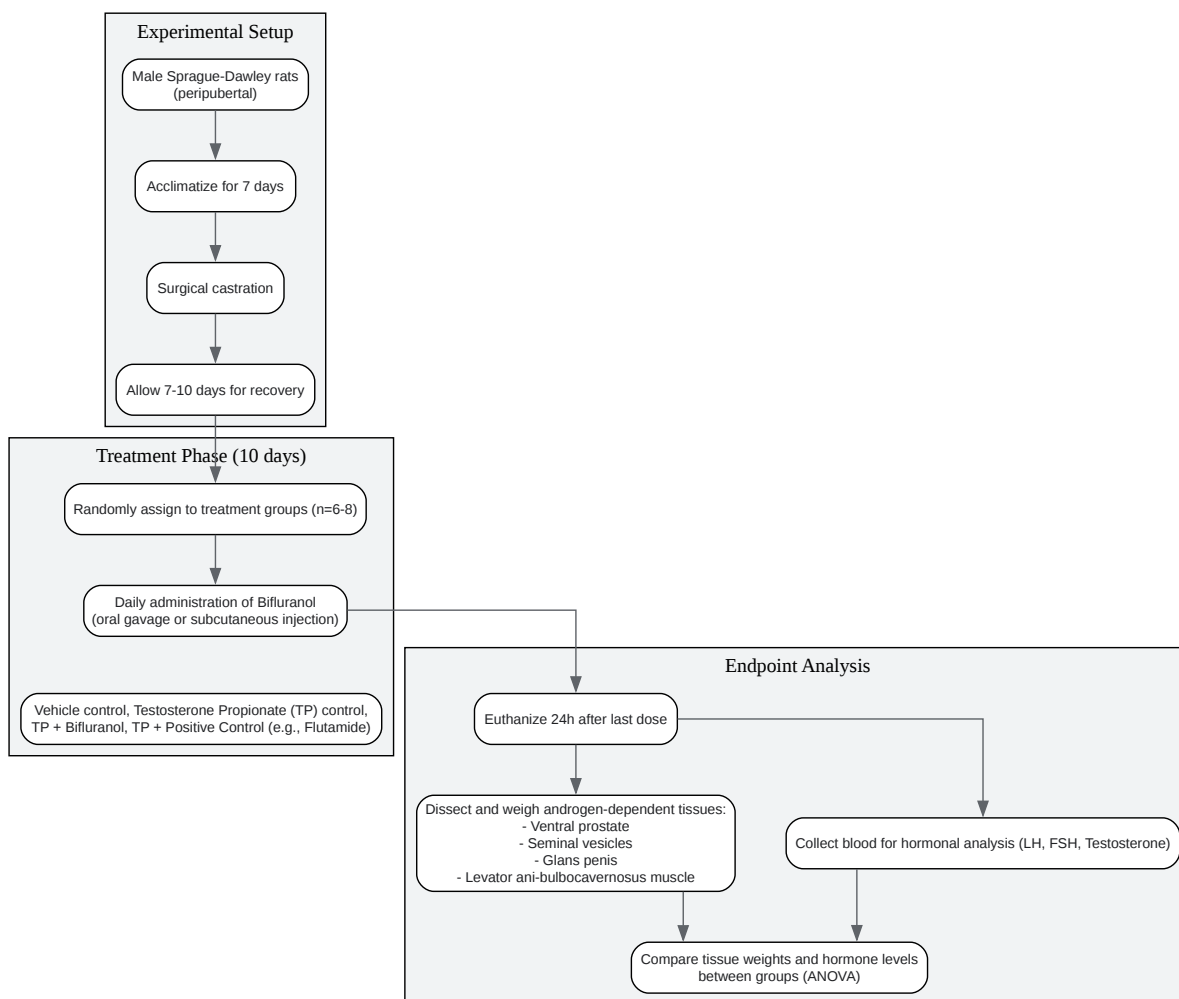 Experimental Setup
Male Sprague-Dawley rats
(peripubertal)
Acclimatize for 7 days
Surgical castration
Allow 7-10 days for recovery
Treatment Phase (10 days)
Randomly assign to treatment groups (n=6-8)
Daily administration of Bifluranol
(oral gavage or subcutaneous injection)
Vehicle control, Testosterone Propionate (TP) control,
TP + Bifluranol, TP + Positive Control (e.g., Flutamide)
Endpoint Analysis
Euthanize 24h after last dose
Dissect and weigh androgen-dependent tissues:
- Ventral prostate
- Seminal vesicles
- Glans penis
- Levator ani-bulbocavernosus muscle
Collect blood for hormonal analysis (LH, FSH, Testosterone)
Compare tissue weights and hormone levels
between groups (ANOVA)